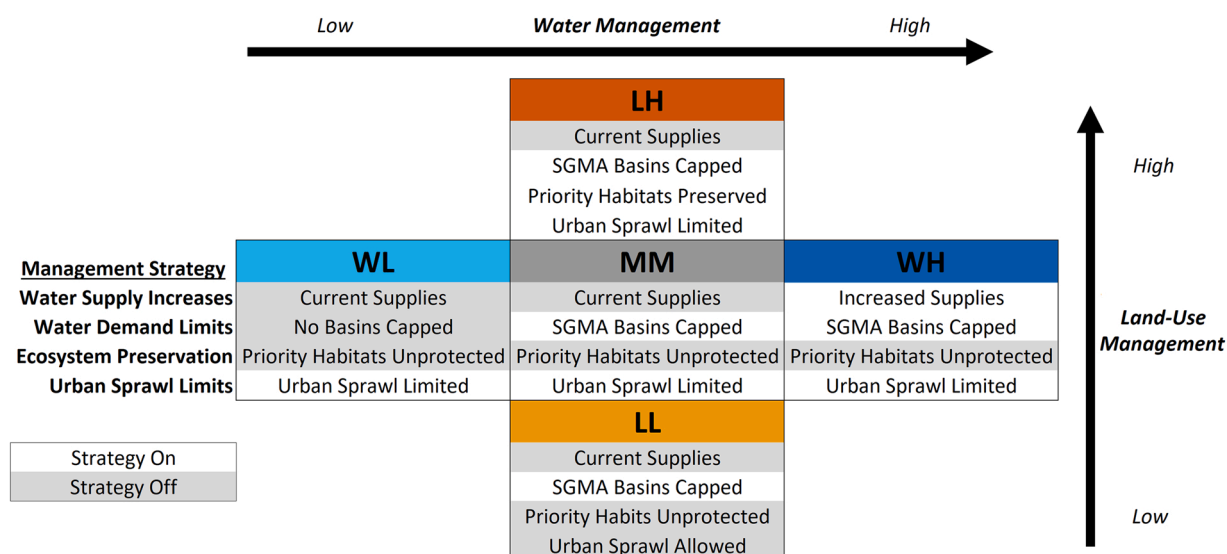 Low Water Management High
LH
Current Supplies
SGMA Basins Capped
Priority Habitats Preserved
Urban Sprawl Limited
High
Management Strategy WL MM WH
Water Supply Increases Current Supplies Current Supplies Increased Supplies
Water Demand Limits No Basins Capped SGMA Basins Capped SGMA Basins Capped
Ecosystem Preservation Priority Habitats Unprotected Priority Habitats Unprotected Priority Habitats Unprotected
Urban Sprawl Limits Urban Sprawl Limited Urban Sprawl Limited Urban Sprawl Limited
Land-Use
Management
LL
Current Supplies
SGMA Basins Capped
Priority Habits Unprotected
Urban Sprawl Allowed
Low
Strategy On
Strategy Off